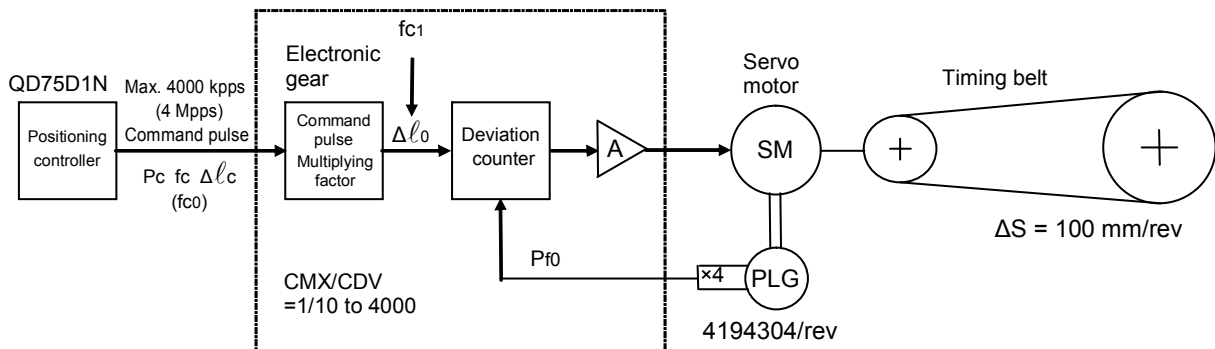 QD75D1N
Positioning
controller
Max. 4000 kpps
(4 Mpps)
Command pulse
Pc fc Δℓc
(fc0)
Electronic
gear
Command
pulse
Multiplying
factor
fc1
Δℓ0
Deviation
counter
A
Servo
motor
SM
Timing belt
ΔS = 100 mm/rev
Pf0
×4
PLG
4194304/rev
CMX/CDV
=1/10 to 4000